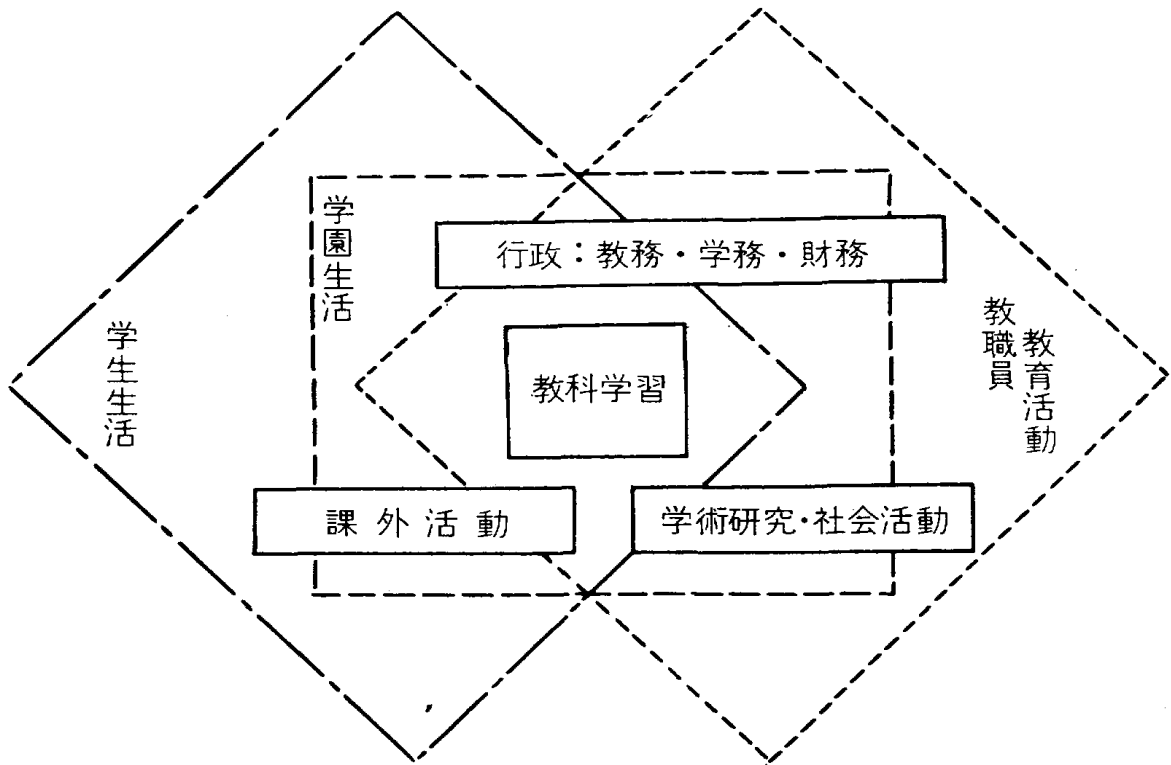 学園生活
行政：教務・学務・財務
学生生活
教科学習
教育活動
教職員
課外活動
学術研究・社会活動